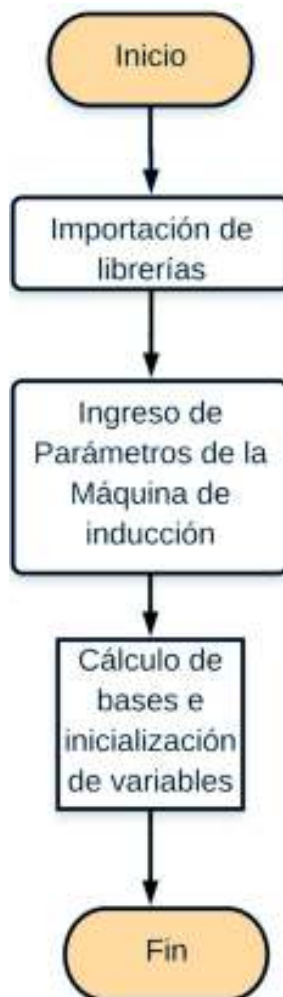 Inicio
Importación de
librerías
Ingreso de
Parámetros de la
Máquina de
inducción
Cálculo de
bases e
inicialización
de variables
Fin